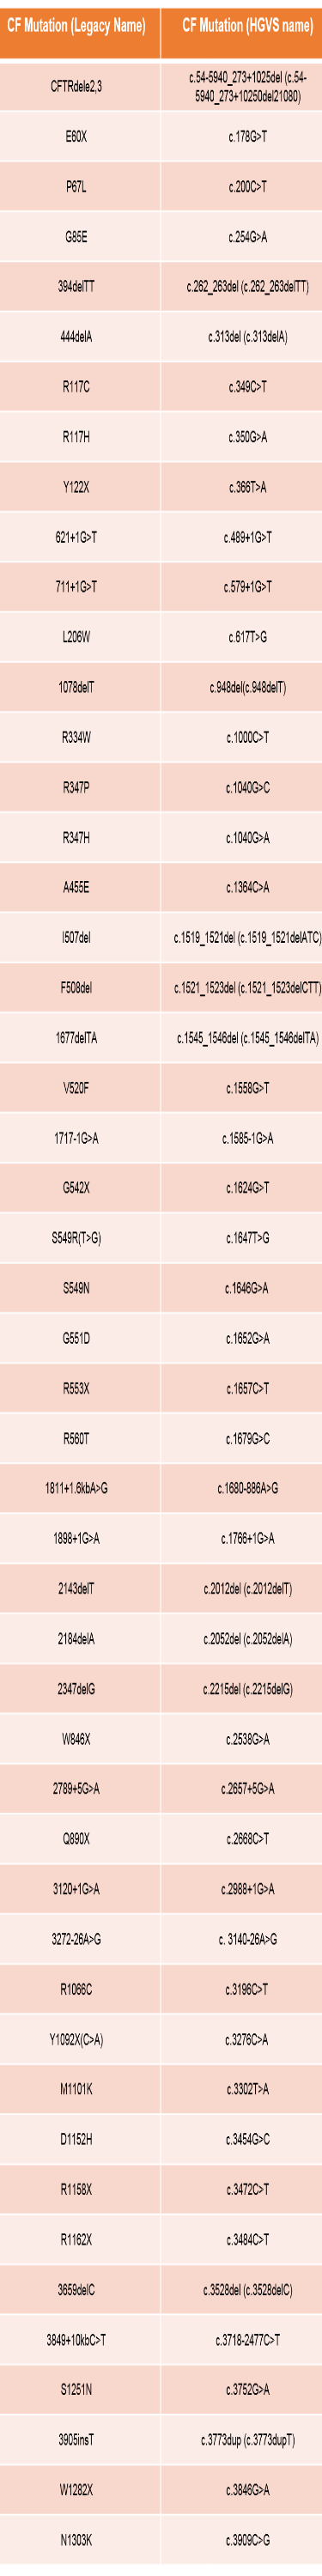 CF Mutation (Legacy Name) CF Mutation (HGVS name)
CFTRdele2,3 c.54-5940_273+1025del (c.54-
5940_273+10250del21080)
E60X c.178G>T
P67L c.200C>T
G85E c.254G>A
394delTT c.262_263del (c.262_263delTT)
444delA c.313del (c.313delA)
R117C c.349C>T
R117H c.350G>A
Y122X c.366T>A
621+1G>T c.489+1G>T
711+1G>T c.579+1G>T
L206W c.617T>G
1078delT c.948del(c.948delT)
R334W c.1000C>T
R347P c.1040G>C
R347H c.1040G>A
A455E c.1364C>A
I507del c.1519_1521del (c.1519_1521delATC)
F508del c.1521_1523del (c.1521_1523delCTT)
1677delTA c.1545_1546del (c.1545_1546delTA)
V520F c.1558G>T
1717-1G>A c.1585-1G>A
G542X c.1624G>T
S549R(T>G) c.1647T>G
S549N c.1646G>A
G551D c.1652G>A
R553X c.1657C>T
R560T c.1679G>C
1811+1.6kbA>G c.1680-886A>G
1898+1G>A c.1766+1G>A
2143delT c.2012del (c.2012delT)
2184delA c.2052del (c.2052delA)
2347delG c.2215del (c.2215delG)
W846X c.2538G>A
2789+5G>A c.2657+5G>A
Q890X c.2668C>T
3120+1G>A c.2988+1G>A
3272-26A>G c. 3140-26A>G
R1066C c.3196C>T
Y1092X(C>A) c.3276C>A
M1101K c.3302T>A
D1152H c.3454G>C
R1158X c.3472C>T
R1162X c.3484C>T
3659delC c.3528del (c.3528delC)
3849+10kbC>T c.3718-2477C>T
S1251N c.3752G>A
3905insT c.3773dup (c.3773dupT)
W1282X c.3846G>A
N1303K c.3909C>G